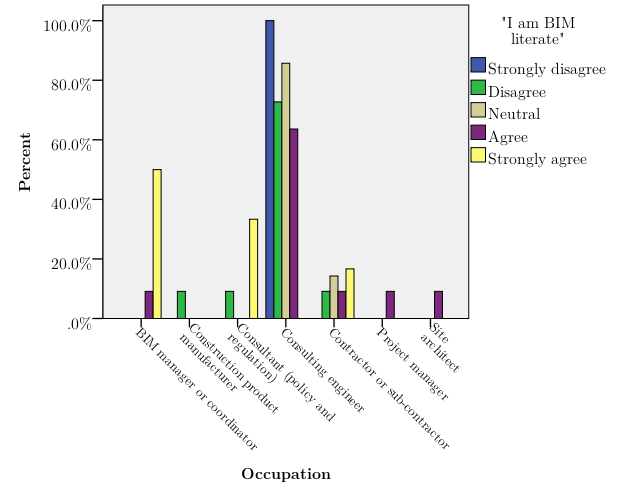 "I am BIM
literate"
Strongly disagree
Disagree
Neutral
Agree
Strongly agree
Percent
100.0%
80.0%
60.0%
40.0%
20.0%
.0%
BIM manager or coordinator
Construction product
manufacturer
Consultant (policy and
regulation)
Consulting engineer
Contractor or sub-contractor
Project manager
Site
architect
Occupation